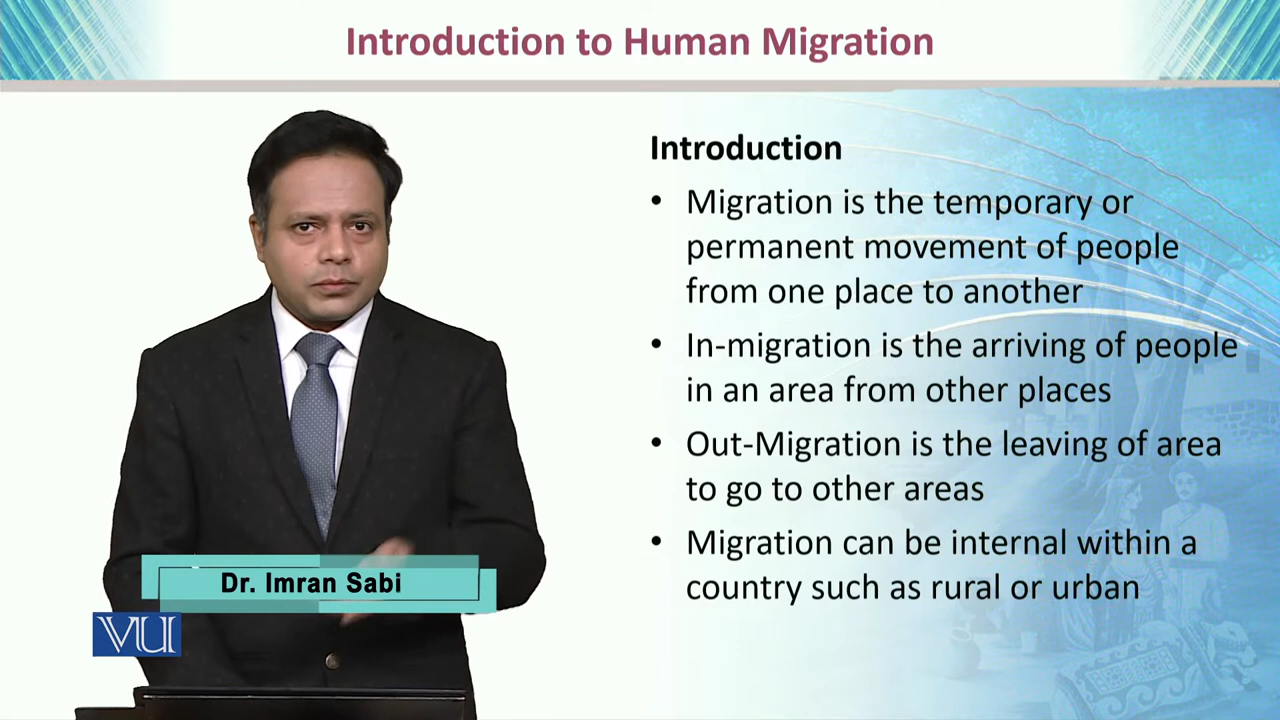 Introduction to Human Migration
Introduction
• Migration is the temporary or
permanent movement of people
from one place to another
• In-migration is the arriving of people
in an area from other places
• Out-Migration is the leaving of area
to go to other areas
• Migration can be internal within a
country such as rural or urban
Dr. Imran Sabi
VU